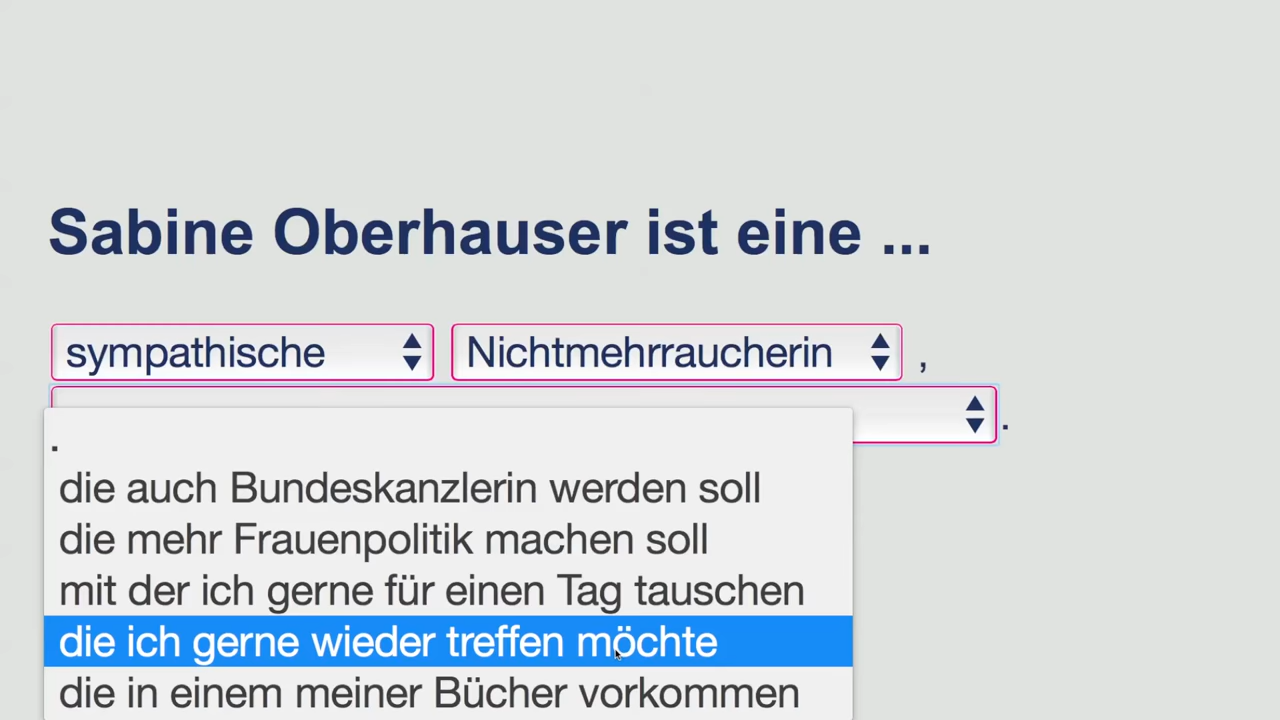 Sabine Oberhauser ist eine ...
sympathische Nichtmehrraucherin ,
.
.
die auch Bundeskanzlerin werden soll
die mehr Frauenpolitik machen soll
mit der ich gerne für einen Tag tauschen
die ich gerne wieder treffen möchte
die in einem meiner Bücher vorkommen